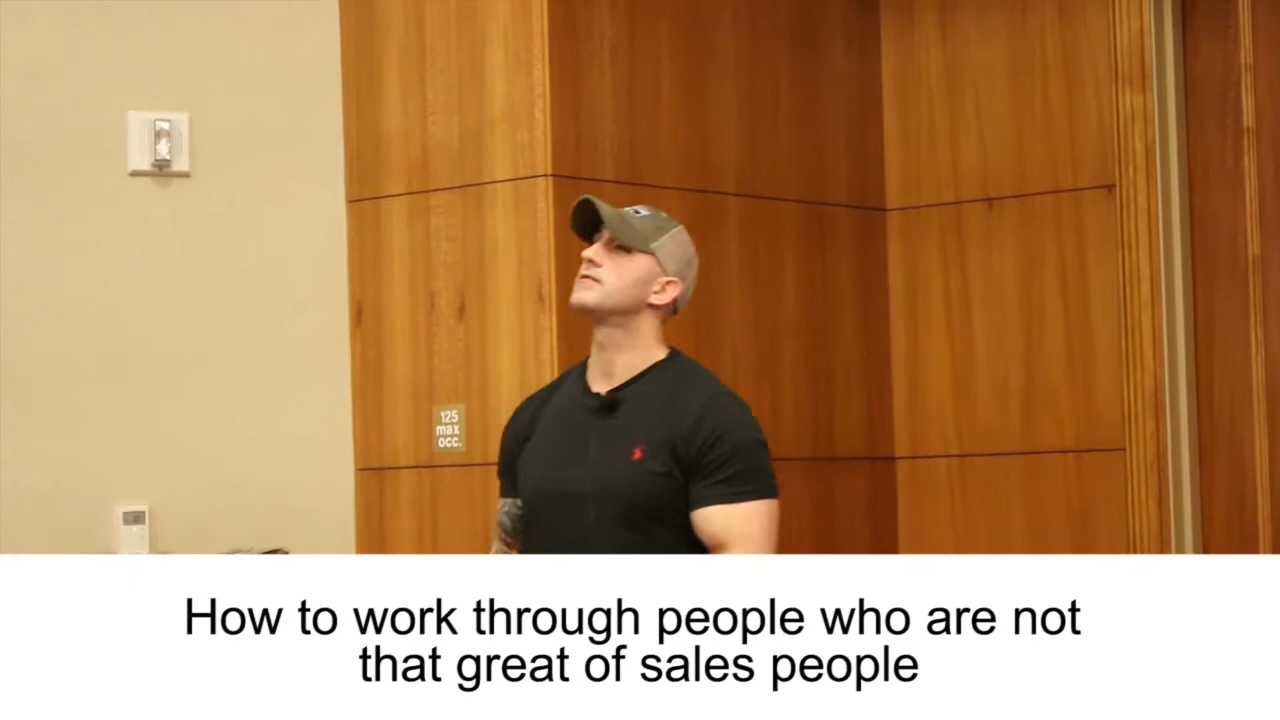 125
max
occ.
How to work through people who are not
that great of sales people